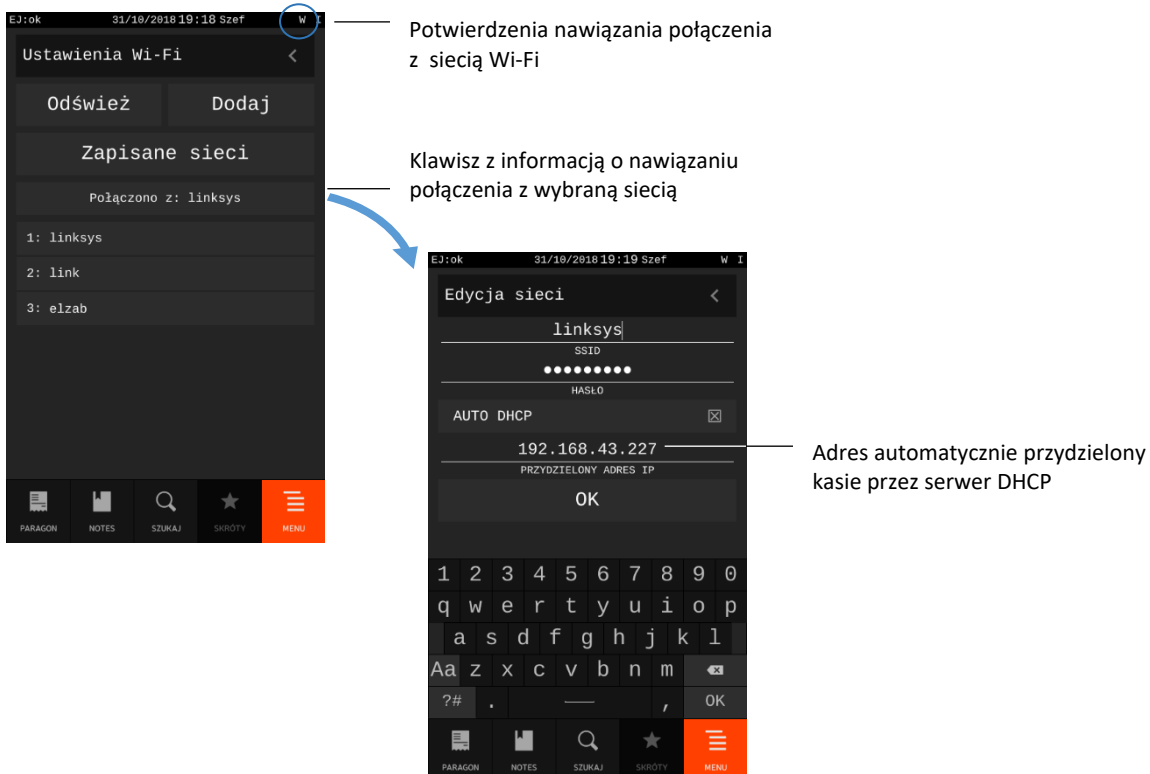 EJ:ok 31/10/2018 19:18 Szef W I
Ustawienia Wi-Fi <
Odśwież Dodaj
Zapisane sieci
Połączono z: linksys
1: linksys
2: link
3: elzab
PARAGON NOTES SZUKAJ SKRÓTY MENU
Potwierdzenia nawiązania połączenia
z siecią Wi-Fi
Klawisz z informacją o nawiązaniu
połączenia z wybraną siecią
EJ:ok 31/10/2018 19:19 Szef W I
Edycja sieci <
linksys
SSID
●●●●●●●●●
HASŁO
AUTO DHCP ☒
192.168.43.227
PRZYDZIELONY ADRES IP
OK
1 2 3 4 5 6 7 8 9 0
q w e r t y u i o p
a s d f g h j k l
Aa z x c v b n m
?# . , OK
PARAGON NOTES SZUKAJ SKRÓTY MENU
Adres automatycznie przydzielony
kasie przez serwer DHCP